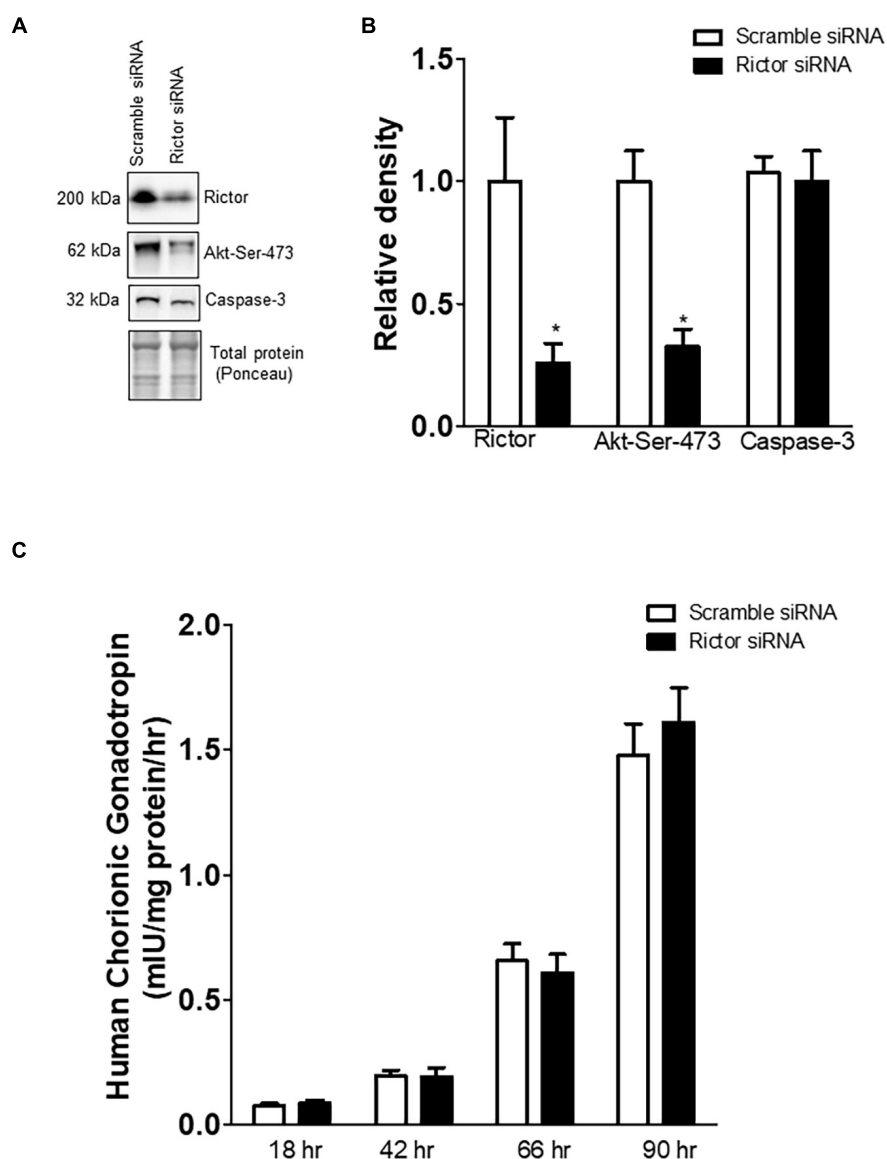 A
Scramble siRNA
Rictor siRNA
200 kDa
Rictor
62 kDa
Akt-Ser-473
32 kDa
Caspase-3
Total protein
(Ponceau)
B
Scramble siRNA
Rictor siRNA
Relative density
1.5
1.0
0.5
0.0
*
*
Rictor
Akt-Ser-473
Caspase-3
C
Scramble siRNA
Rictor siRNA
Human Chorionic Gonadotropin
(mIU/mg protein/hr)
2.0
1.5
1.0
0.5
0.0
18 hr
42 hr
66 hr
90 hr